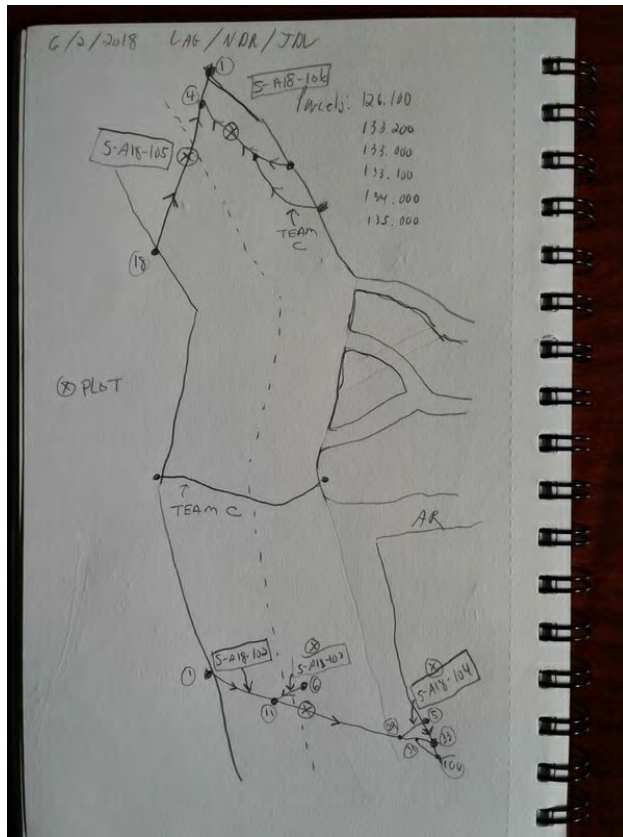 6/2/2018 LAG/NDR/JDL
1
S-A18-106
4
Parcels: 126.100
133.200
133.000
133.100
134.000
135.000
S-A18-105
TEAM
C
18
⊗ PLOT
TEAM C
AR
1
S-A18-102
S-A18-103
6
11
S-A18-104
5
33
100